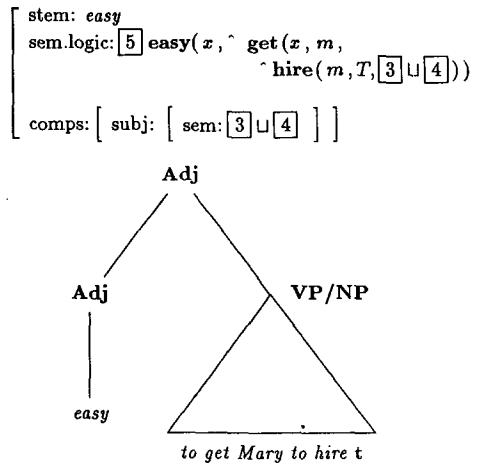 stem: easy
sem.logic: 5 easy(x,ˆ get(x, m,
ˆhire(m,T, 3 ⊔ 4 ))
comps: [ subj: [ sem: 3 ⊔ 4 ] ]
Adj
Adj VP/NP
easy
to get Mary to hire t